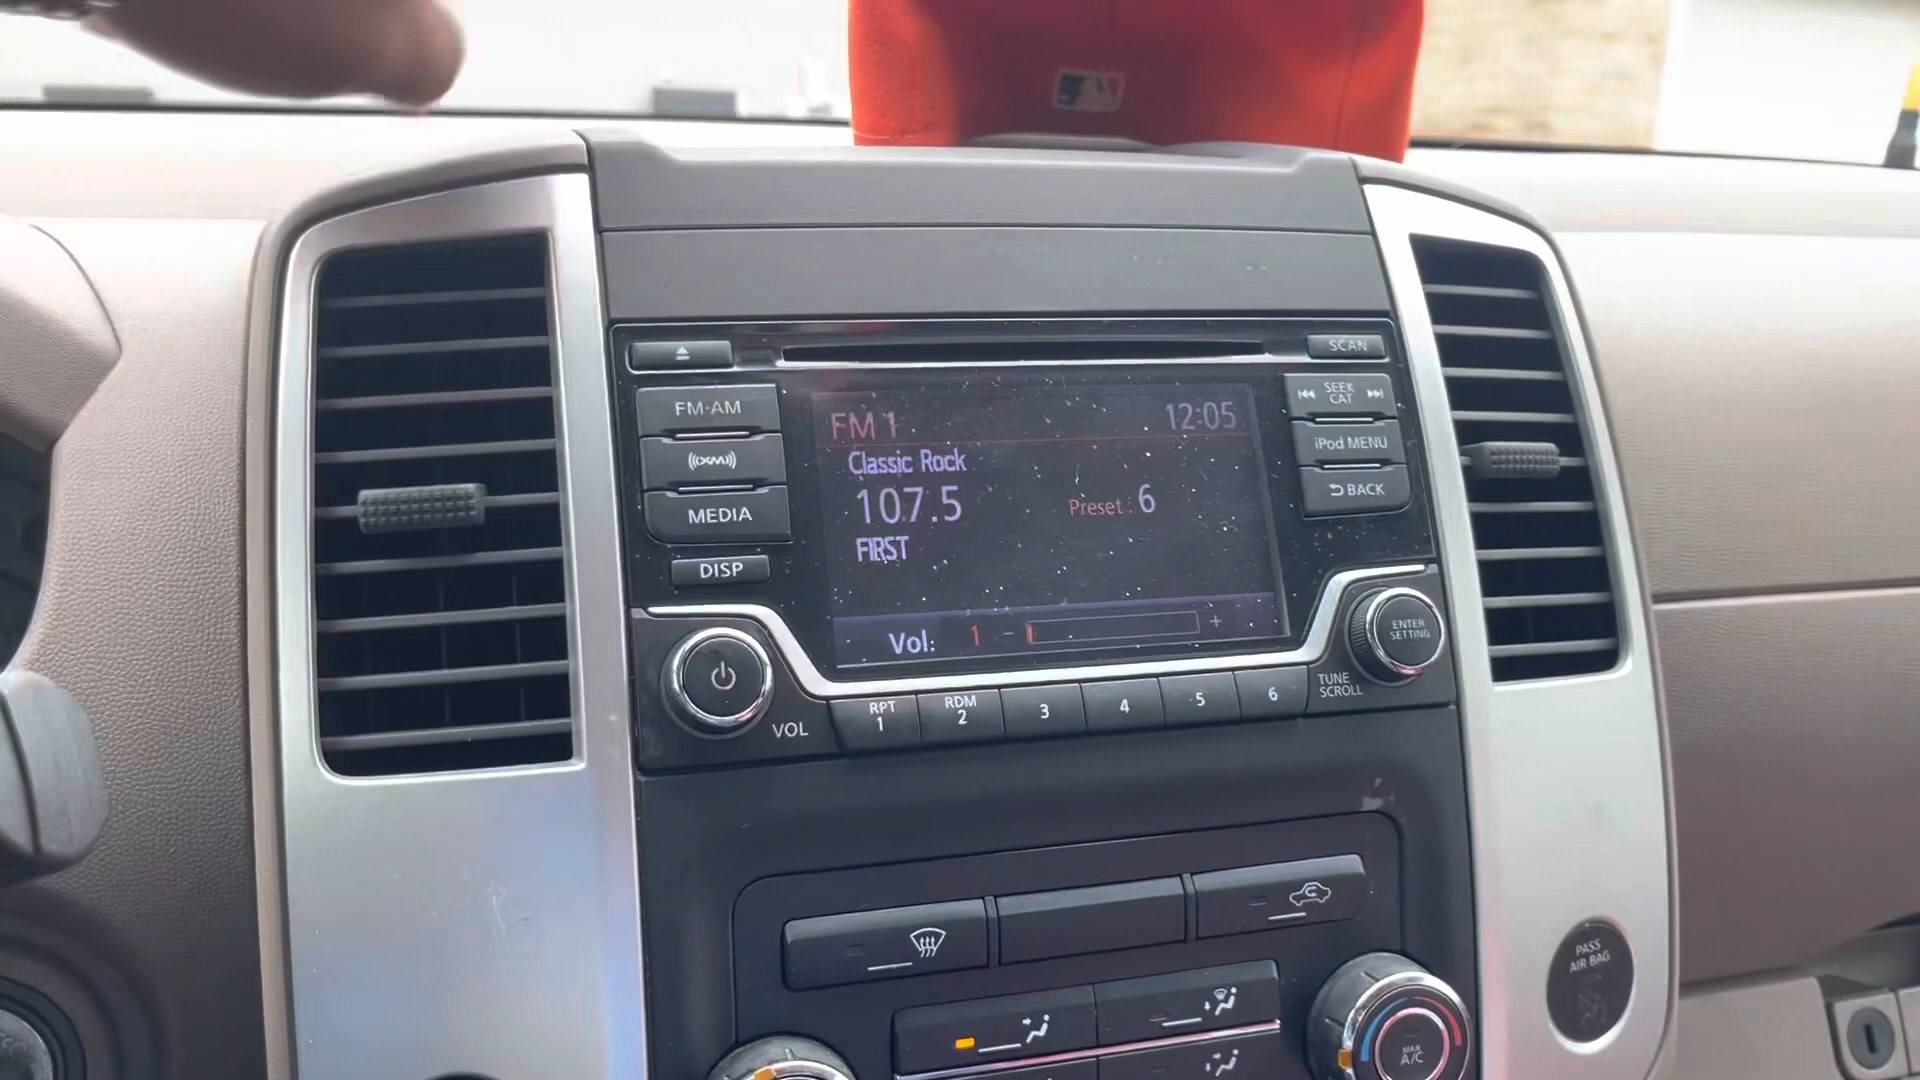 SCAN
FM·AM
SEEK
CAT
XM
iPod MENU
MEDIA
BACK
DISP
FM 1
12:05
Classic Rock
107.5
Preset : 6
FIRST
Vol: 1 - +
ENTER
SETTING
TUNE
SCROLL
VOL
RPT
1
RDM
2
3
4
5
6
PASS
AIR BAG
MAX
A/C